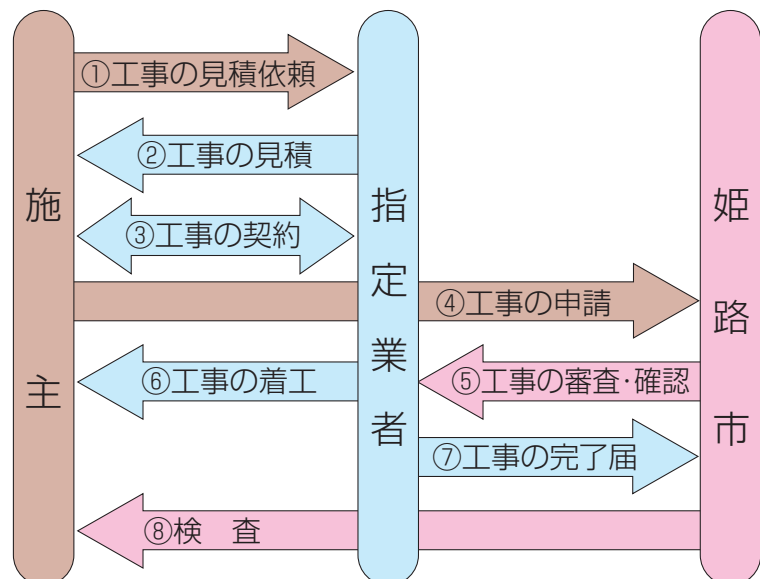 施主
指定業者
姫路市
①工事の見積依頼
②工事の見積
③工事の契約
④工事の申請
⑤工事の審査・確認
⑥工事の着工
⑦工事の完了届
⑧検　査